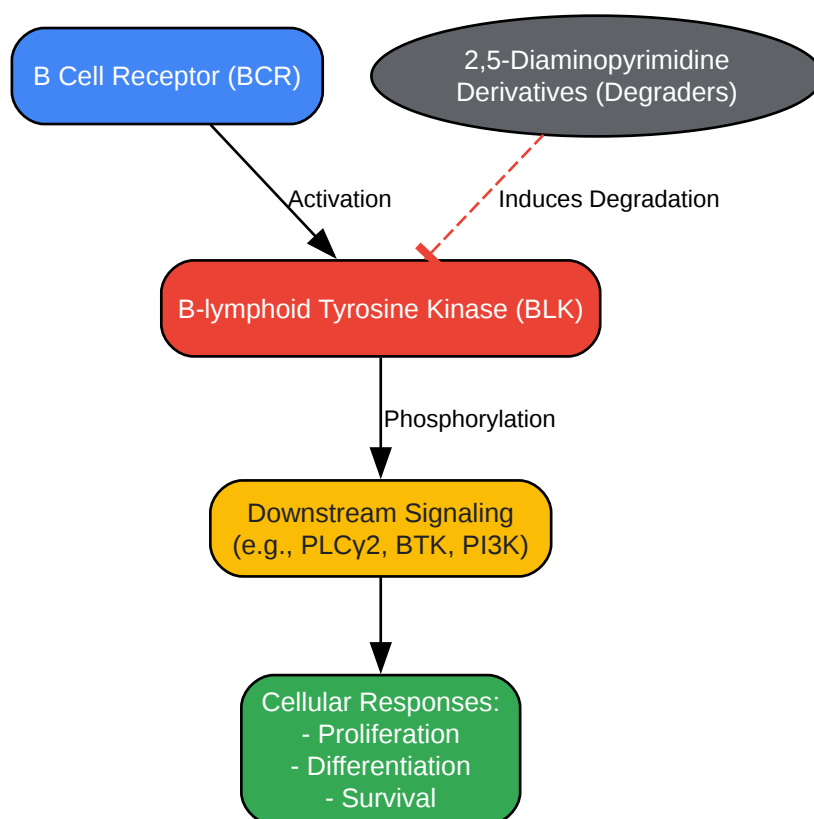 B Cell Receptor (BCR)
2,5-Diaminopyrimidine
Derivatives (Degraders)
Activation
Induces Degradation
B-lymphoid Tyrosine Kinase (BLK)
Phosphorylation
Downstream Signaling
(e.g., PLCγ2, BTK, PI3K)
Cellular Responses:
- Proliferation
- Differentiation
- Survival